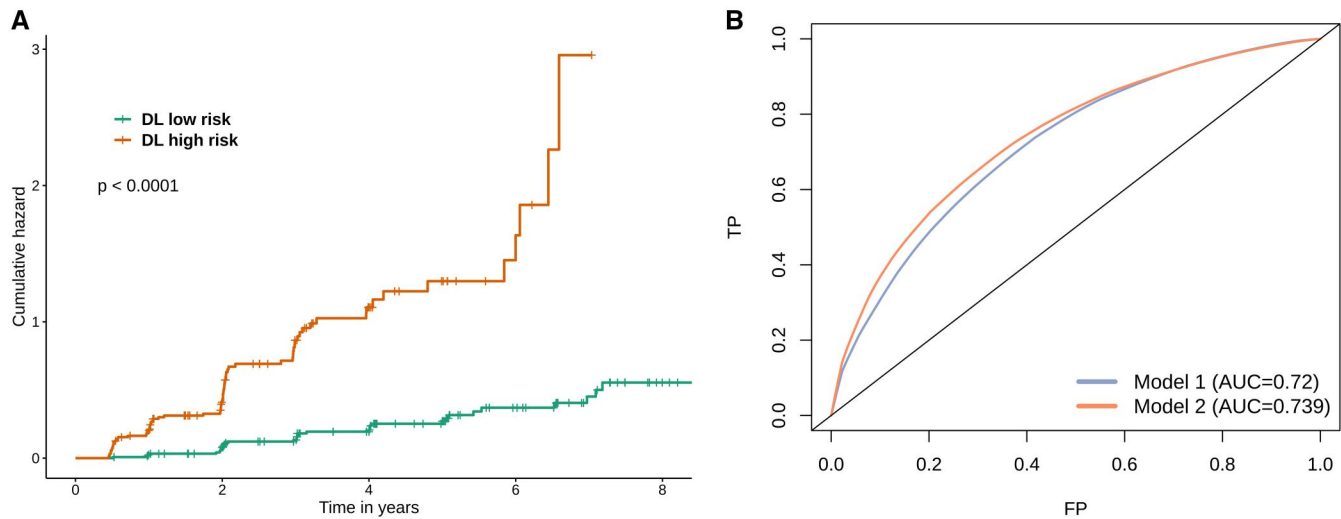 A
3
2
1
0
Cumulative hazard
DL low risk
DL high risk
p < 0.0001
0 2 4 6 8
Time in years
B
1.0
0.8
0.6
0.4
0.2
0.0
TP
Model 1 (AUC=0.72)
Model 2 (AUC=0.739)
0.0 0.2 0.4 0.6 0.8 1.0
FP